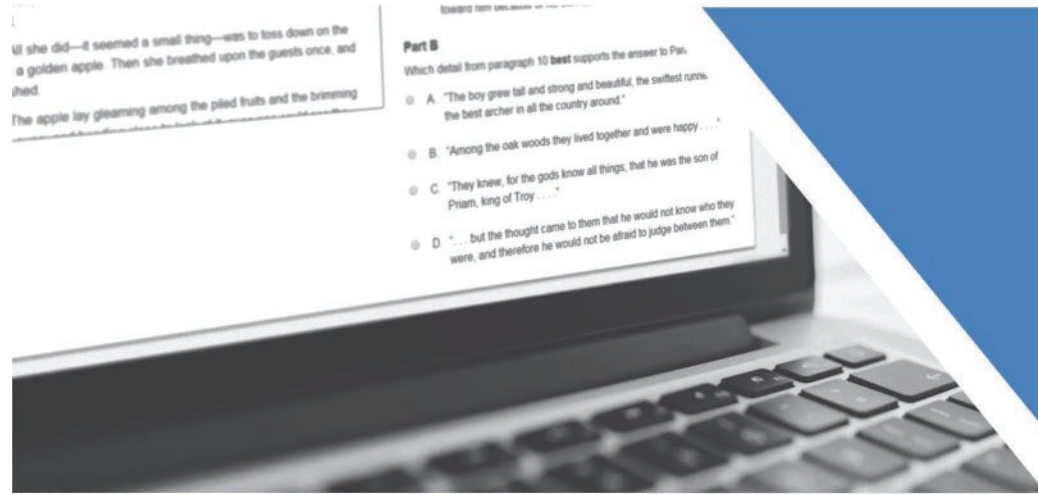 All she did—it seemed a small thing—was to toss down on the
a golden apple. Then she breathed upon the guests once, and
The apple lay gleaming among the piled fruits and the brimming
toward him because of his
Part B
Which detail from paragraph 10 best supports the answer to
A. "The boy grew tall and strong and beautiful, the swiftest
the best archer in all the country around."
B. "Among the oak woods they lived together and were happy . . . ."
C. "They knew, for the gods know all things, that he was the son of
Priam, king of Troy . . . ."
D. ". . . but the thought came to them that he would not know who they
were, and therefore he would not be afraid to judge between them."